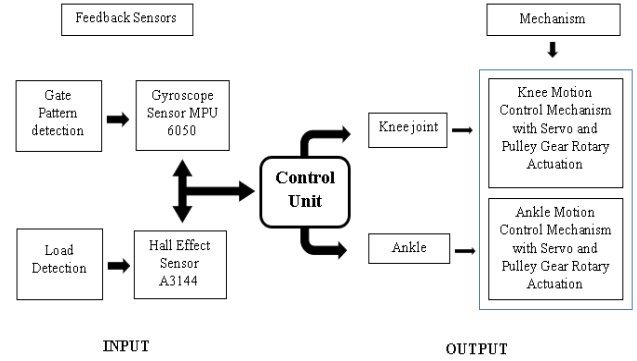 Feedback Sensors
Mechanism
Gate
Pattern
detection
Gyroscope
Sensor MPU
6050
Load
Detection
Hall Effect
Sensor
A3144
Control
Unit
Knee joint
Ankle
Knee Motion
Control Mechanism
with Servo and
Pulley Gear Rotary
Actuation
Ankle Motion
Control Mechanism
with Servo and
Pulley Gear Rotary
Actuation
INPUT
OUTPUT